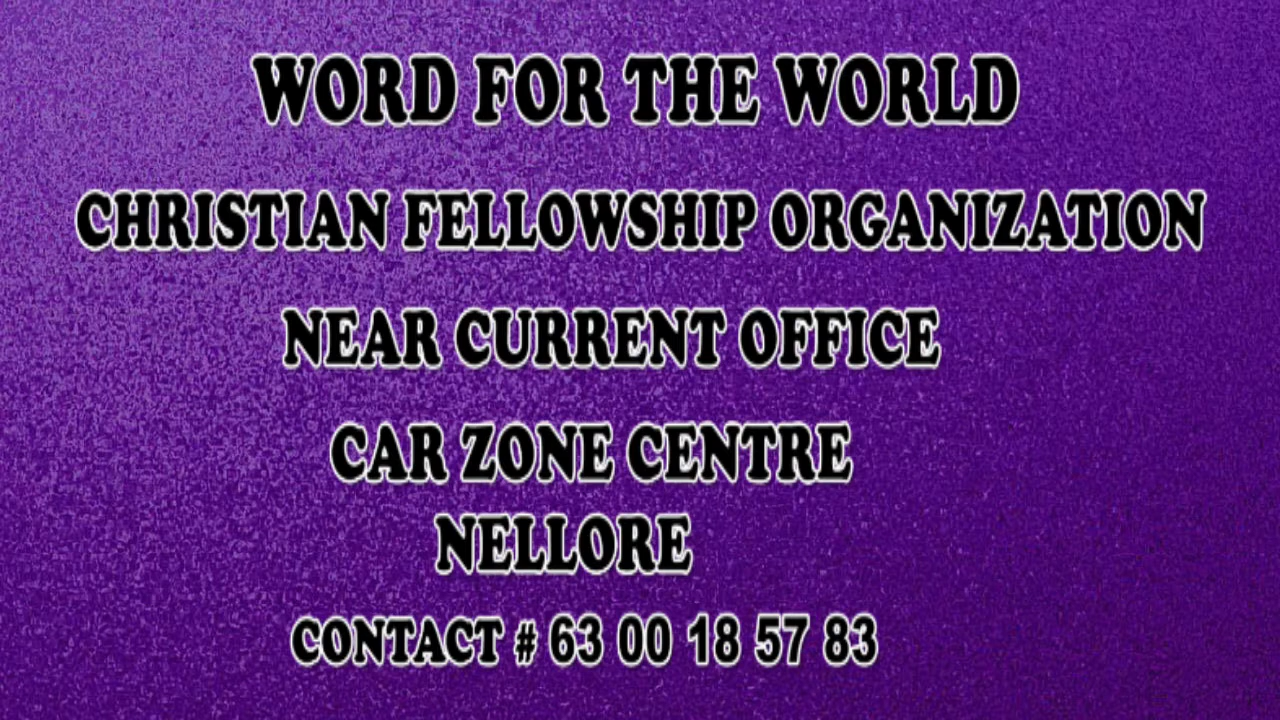 WORD FOR THE WORLD
CHRISTIAN FELLOWSHIP ORGANIZATION
NEAR CURRENT OFFICE
CAR ZONE CENTRE
NELLORE
CONTACT # 63 00 18 57 83